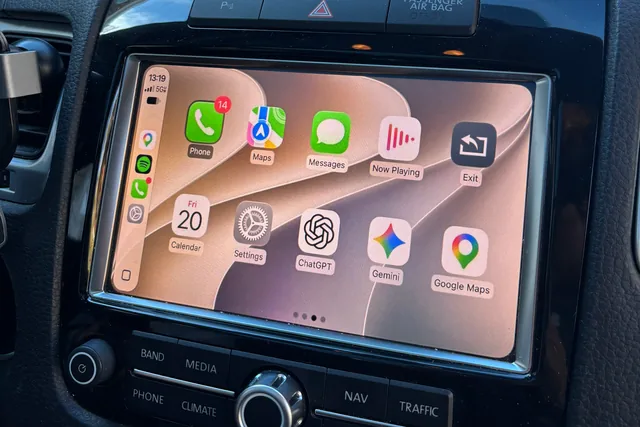 P
PASSENGER
AIR BAG
13:19
5G
14
Phone
Maps
Messages
Now Playing
Exit
Fri
20
Calendar
Settings
ChatGPT
Gemini
Google Maps
BAND
MEDIA
NAV
TRAFFIC
PHONE
CLIMATE